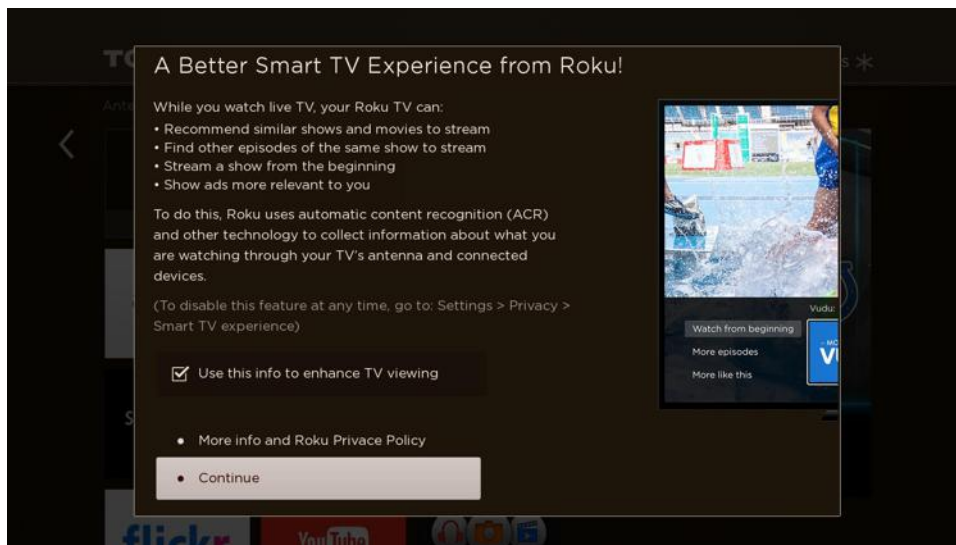 A Better Smart TV Experience from Roku!
While you watch live TV, your Roku TV can:
• Recommend similar shows and movies to stream
• Find other episodes of the same show to stream
• Stream a show from the beginning
• Show ads more relevant to you
To do this, Roku uses automatic content recognition (ACR)
and other technology to collect information about what you
are watching through your TV's antenna and connected
devices.
(To disable this feature at any time, go to: Settings > Privacy >
Smart TV experience)
Use this info to enhance TV viewing
• More info and Roku Privace Policy
• Continue
Vudu:
Watch from beginning
More episodes
More like this
flickr
YouTube